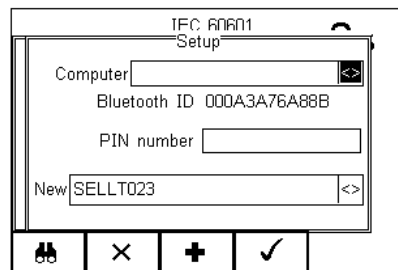 IEC 60601
Setup
Computer <>
Bluetooth ID 000A3A76A88B
PIN number
New SELLT023 <>